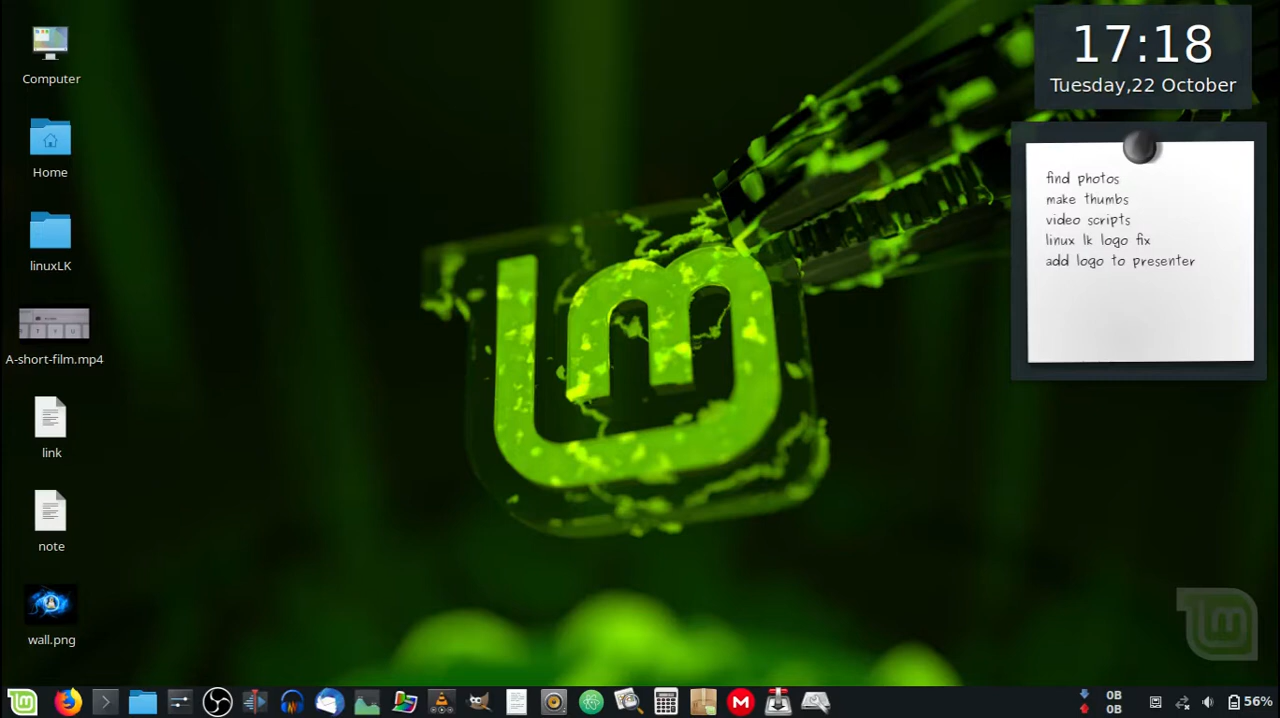 Computer
Home
linuxLK
A-short-film.mp4
link
note
wall.png
17:18
Tuesday,22 October
find photos
make thumbs
video scripts
linux lk logo fix
add logo to presenter
0B
0B
56%